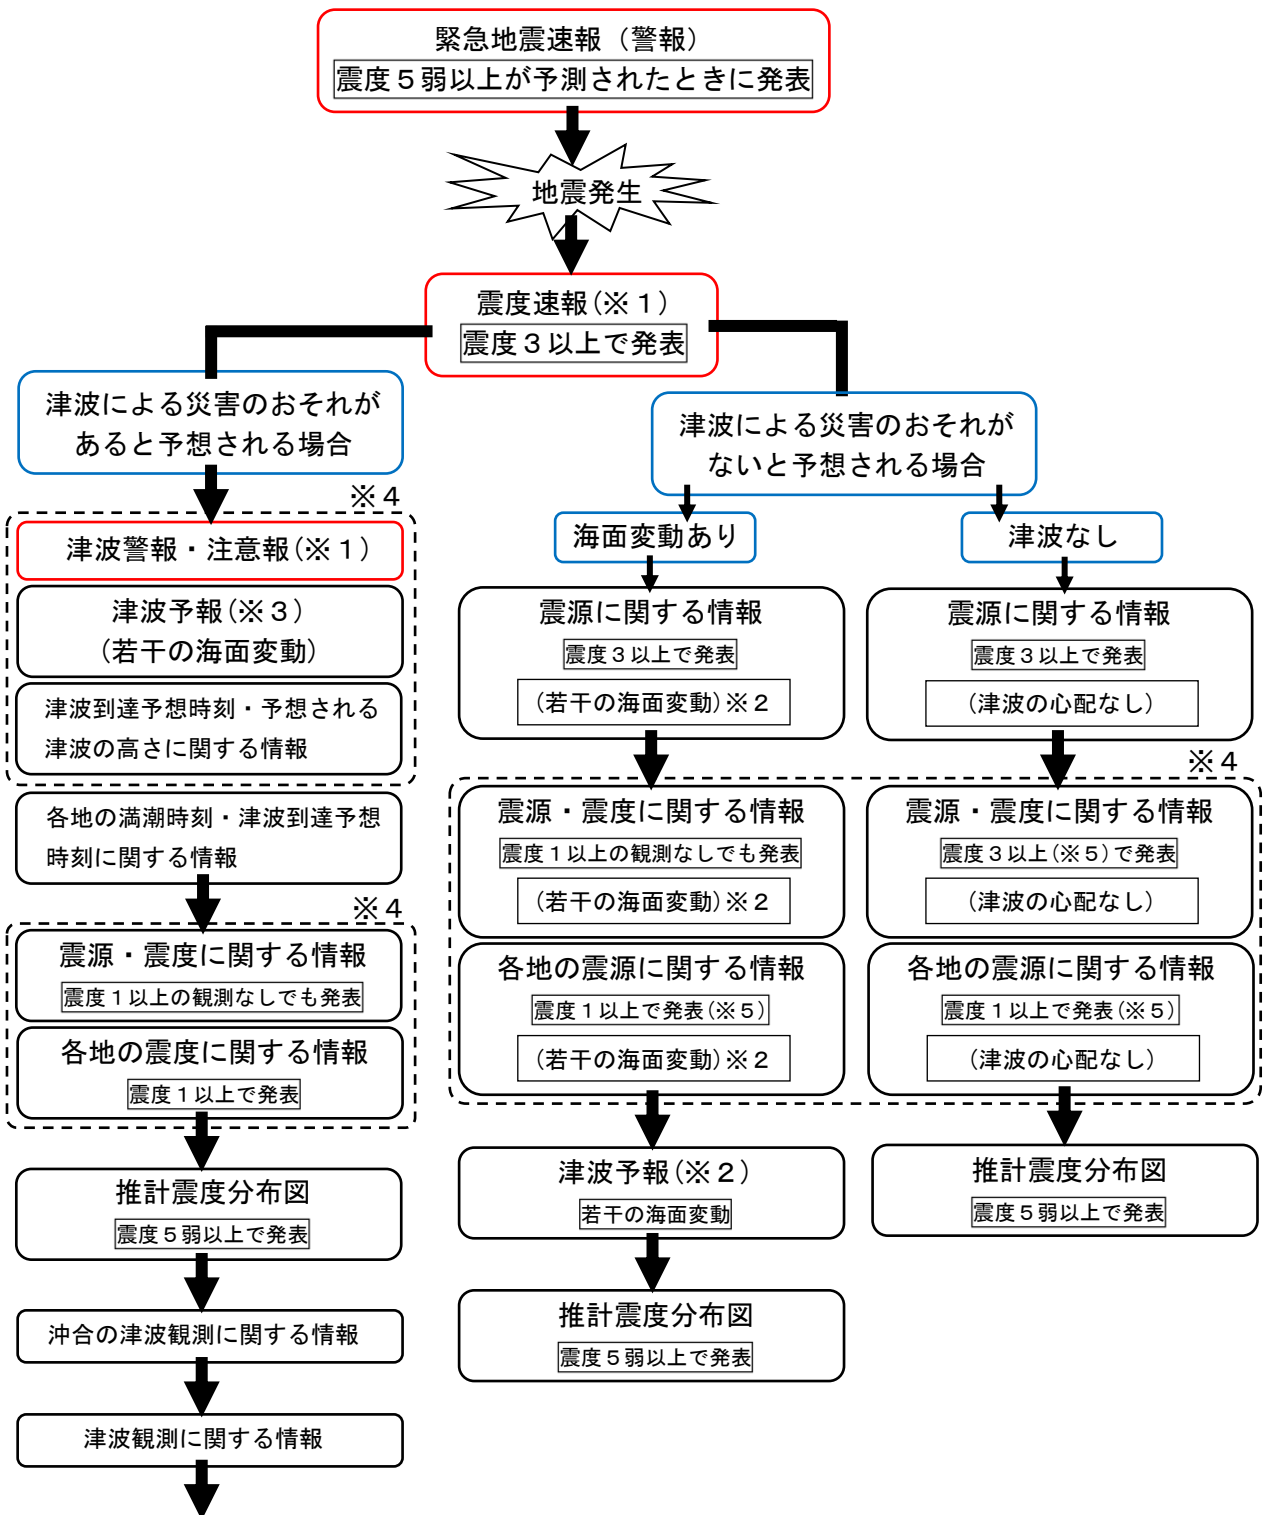 緊急地震速報（警報）
震度５弱以上が予測されたときに発表
地震発生
震度速報(※１)
震度３以上で発表
津波による災害のおそれが
あると予想される場合
※４
津波警報・注意報(※１)
津波予報(※３)
(若干の海面変動)
津波到達予想時刻・予想される
津波の高さに関する情報
各地の満潮時刻・津波到達予想
時刻に関する情報
※４
震源・震度に関する情報
震度１以上の観測なしでも発表
各地の震度に関する情報
震度１以上で発表
推計震度分布図
震度５弱以上で発表
沖合の津波観測に関する情報
津波観測に関する情報
津波による災害のおそれが
ないと予想される場合
海面変動あり
震源に関する情報
震度３以上で発表
(若干の海面変動)※２
震源・震度に関する情報
震度１以上の観測なしでも発表
(若干の海面変動)※２
各地の震源に関する情報
震度１以上で発表(※５)
(若干の海面変動)※２
津波予報(※２)
若干の海面変動
推計震度分布図
震度５弱以上で発表
津波なし
震源に関する情報
震度３以上で発表
(津波の心配なし)
※４
震源・震度に関する情報
震度３以上(※５)で発表
(津波の心配なし)
各地の震源に関する情報
震度１以上で発表(※５)
(津波の心配なし)
推計震度分布図
震度５弱以上で発表